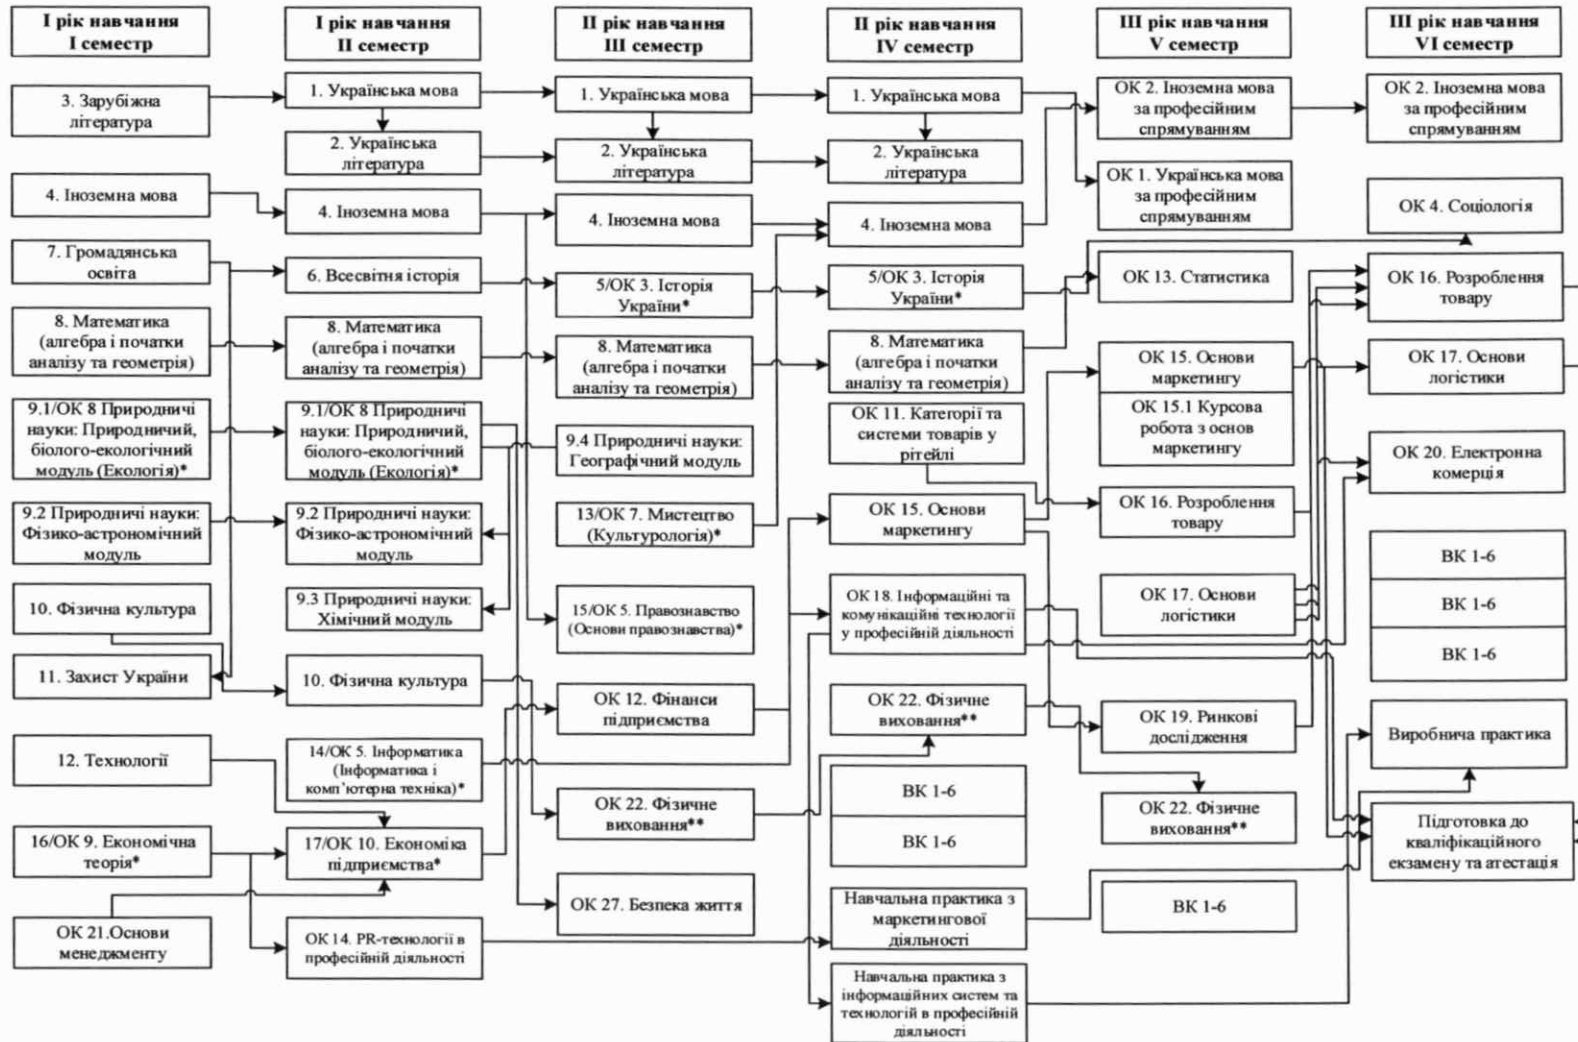 І рік навчання
І семестр
3. Зарубіжна
література
4. Іноземна мова
7. Громадянська
освіта
8. Математика
(алгебра і початки
аналізу та геометрія)
9.1/ОК 8 Природничі
науки: Природничий,
біолого-екологічний
модуль (Екологія)*
9.2 Природничі науки:
Фізико-астрономічний
модуль
10. Фізична культура
11. Захист України
12. Технології
16/ОК 9. Економічна
теорія*
ОК 21.Основи
менеджменту
І рік навчання
ІІ семестр
1. Українська мова
2. Українська
література
4. Іноземна мова
6. Всесвітня історія
8. Математика
(алгебра і початки
аналізу та геометрія)
9.1/ОК 8 Природничі
науки: Природничий,
біолого-екологічний
модуль (Екологія)*
9.2 Природничі науки:
Фізико-астрономічний
модуль
9.3 Природничі науки:
Хімічний модуль
10. Фізична культура
14/ОК 5. Інформатика
(Інформатика і
комп’ютерна техніка)*
17/ОК 10. Економіка
підприємства*
ОК 14. PR-технології в
професійній діяльності
ІІ рік навчання
ІІІ семестр
1. Українська мова
2. Українська
література
4. Іноземна мова
5/ОК 3. Історія
України*
8. Математика
(алгебра і початки
аналізу та геометрія)
9.4 Природничі науки:
Географічний модуль
13/ОК 7. Мистецтво
(Культурологія)*
15/ОК 5. Правознавство
(Основи правознавства)*
ОК 12. Фінанси
підприємства
ОК 22. Фізичне
виховання**
ОК 27. Безпека життя
ІІ рік навчання
ІV семестр
1. Українська мова
2. Українська
література
4. Іноземна мова
5/ОК 3. Історія
України*
8. Математика
(алгебра і початки
аналізу та геометрія)
ОК 11. Категорії та
системи товарів у
рітейлі
ОК 15. Основи
маркетингу
ОК 18. Інформаційні та
комунікаційні технології
у професійній діяльності
ОК 22. Фізичне
виховання**
ВК 1-6
ВК 1-6
Навчальна практика з
маркетингової
діяльності
Навчальна практика з
інформаційних систем та
технологій в професійній
діяльності
ІІІ рік навчання
V семестр
ОК 2. Іноземна мова
за професійним
спрямуванням
ОК 1. Українська мова
за професійним
спрямуванням
ОК 13. Статистика
ОК 15. Основи
маркетингу
ОК 15.1 Курсова
робота з основ
маркетингу
ОК 16. Розроблення
товару
ОК 17. Основи
логістики
ОК 19. Ринкові
дослідження
ОК 22. Фізичне
виховання**
ВК 1-6
ІІІ рік навчання
VI семестр
ОК 2. Іноземна мова
за професійним
спрямуванням
ОК 4. Соціологія
ОК 16. Розроблення
товару
ОК 17. Основи
логістики
ОК 20. Електронна
комерція
ВК 1-6
ВК 1-6
ВК 1-6
Виробнича практика
Підготовка до
кваліфікаційного
екзамену та атестація